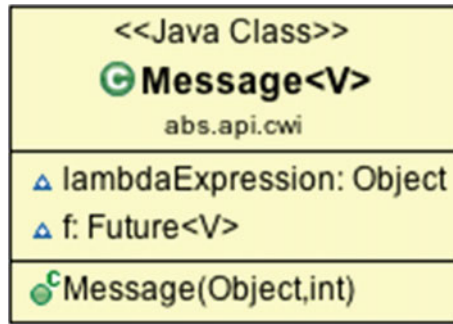 <<Java Class>>
Message<V>
abs.api.cwi
lambdaExpression: Object
f: Future<V>
Message(Object,int)